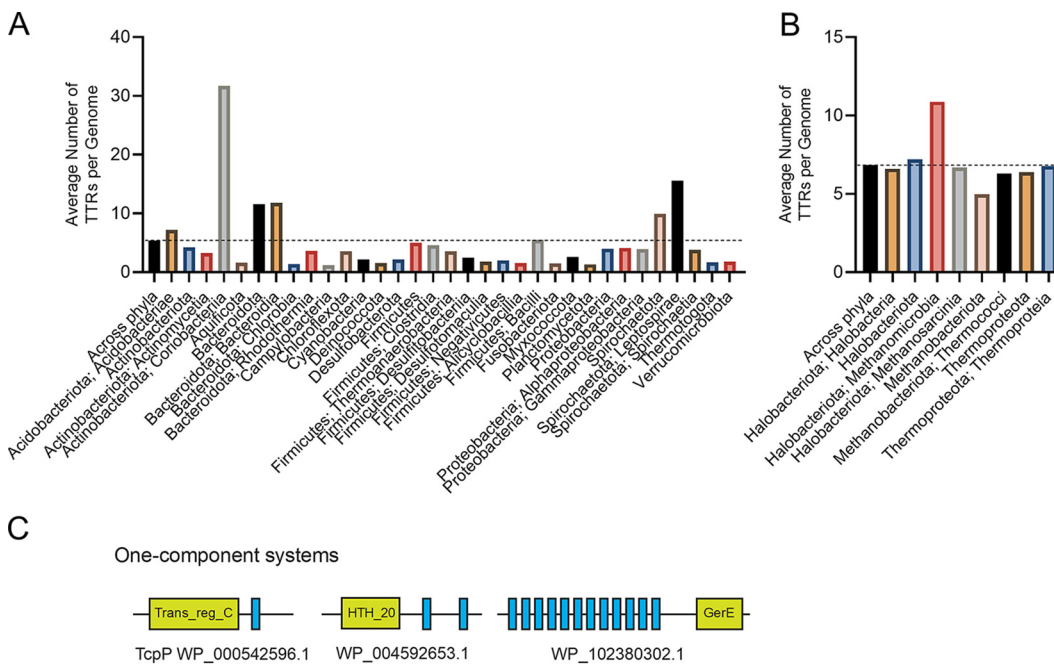 A
Average Number of
TTRs per Genome
40
30
20
10
0
Across phyla
Acidobacteriota; Acidobacteriae
Actinobacteriota
Actinobacteriota; Actinomycetia
Actinobacteriota; Coriobacteriia
Aquificota
Bacteroidota
Bacteroidota; Bacteroidia
Bacteroidota; Chlorobia
Bacteroidota; Rhodothermia
Campylobacteria
Chloroflexota
Cyanobacteria
Deinococcota
Desulfobacterota
Firmicutes
Firmicutes; Clostridia
Firmicutes; Thermoanaerobacteria
Firmicutes; Desulfitobacteriia
Firmicutes; Desulfotomaculia
Firmicutes; Negativicutes
Firmicutes; Alicyclobacillia
Firmicutes; Bacilli
Fusobacteriota
Myxococcota
Planctomycetota
Proteobacteria
Proteobacteria; Alphaproteobacteria
Proteobacteria; Gammaproteobacteria
Spirochaetota
Spirochaetota; Leptospirae
Spirochaetota; Spirochaetia
Thermotogota
Verrucomicrobiota
B
Average Number of
TTRs per Genome
15
10
5
0
Across phyla
Halobacteriota; Halobacteria
Halobacteriota
Halobacteriota; Methanomicrobia
Halobacteriota; Methanosarcinia
Methanobacteriota
Methanobacteriota; Thermococci
Thermoproteota
Thermoproteota; Thermoproteia
C
One-component systems
Trans_reg_C
HTH_20
GerE
TcpP WP_000542596.1
WP_004592653.1
WP_102380302.1